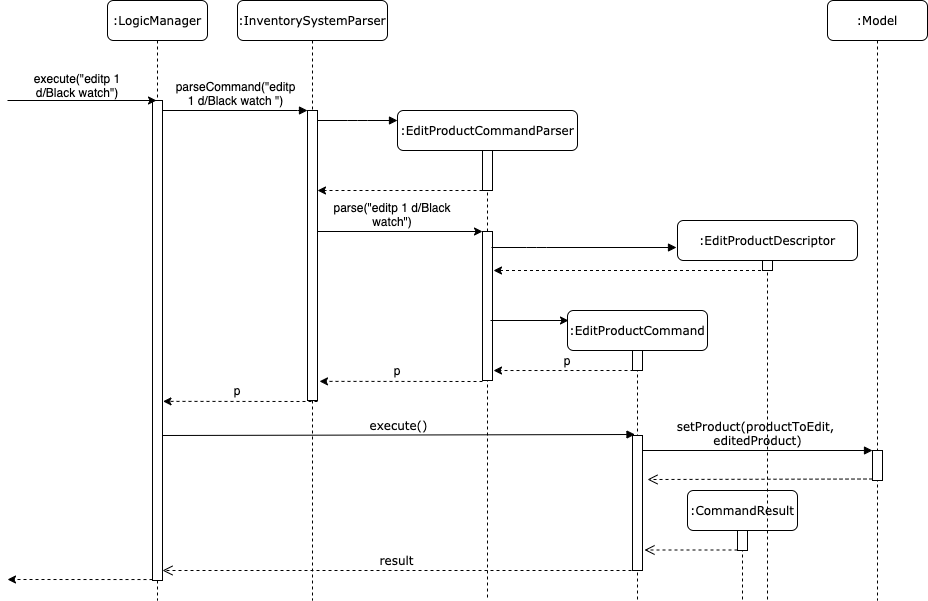 :LogicManager
:InventorySystemParser
:Model
execute("editp 1
d/Black watch")
parseCommand("editp
1 d/Black watch ")
:EditProductCommandParser
parse("editp 1 d/Black
watch")
:EditProductDescriptor
:EditProductCommand
p
p
p
execute()
setProduct(productToEdit,
editedProduct)
:CommandResult
result